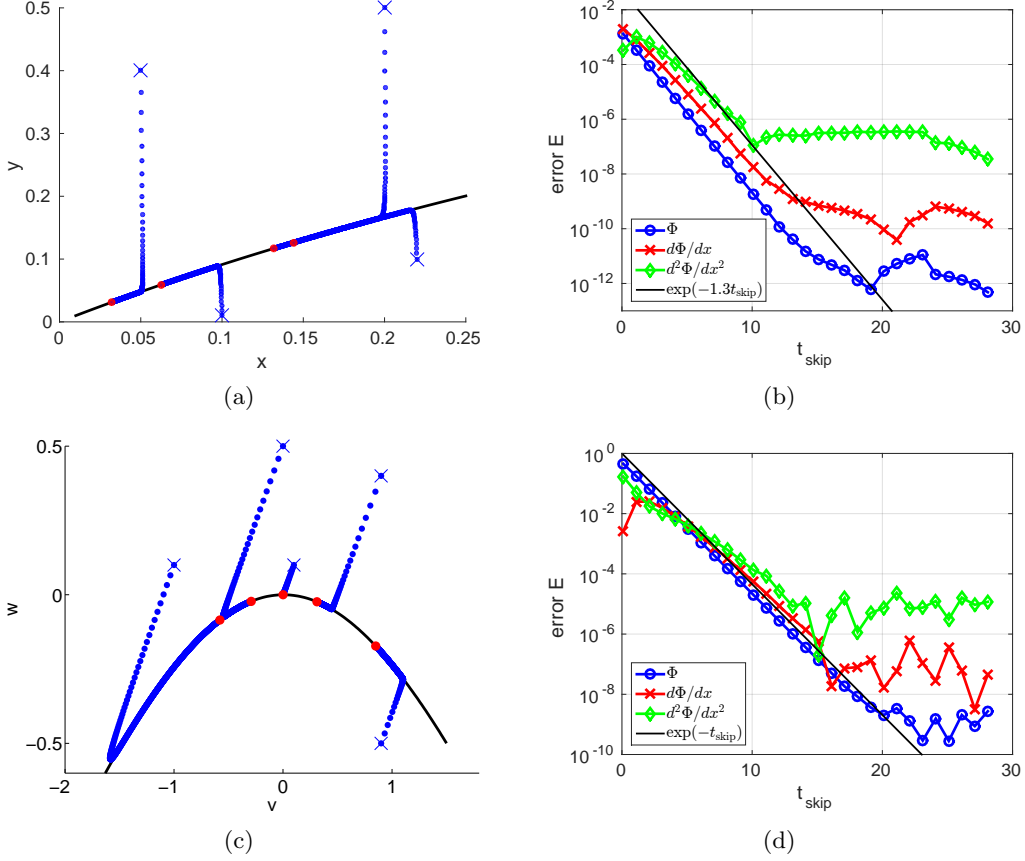 0.5
0.4
0.3
0.2
0.1
0
y
0
0.05
0.1
0.15
0.2
0.25
x
(a)
10^-2
10^-4
10^-6
10^-8
10^-10
10^-12
error E
Φ
dΦ/dx
d²Φ/dx²
exp(−1.3t_skip)
0
10
20
30
t_skip
(b)
0.5
0
−0.5
w
−2
−1
0
1
v
(c)
10^0
10^-2
10^-4
10^-6
10^-8
10^-10
error E
Φ
dΦ/dx
d²Φ/dx²
exp(−t_skip)
0
10
20
30
t_skip
(d)